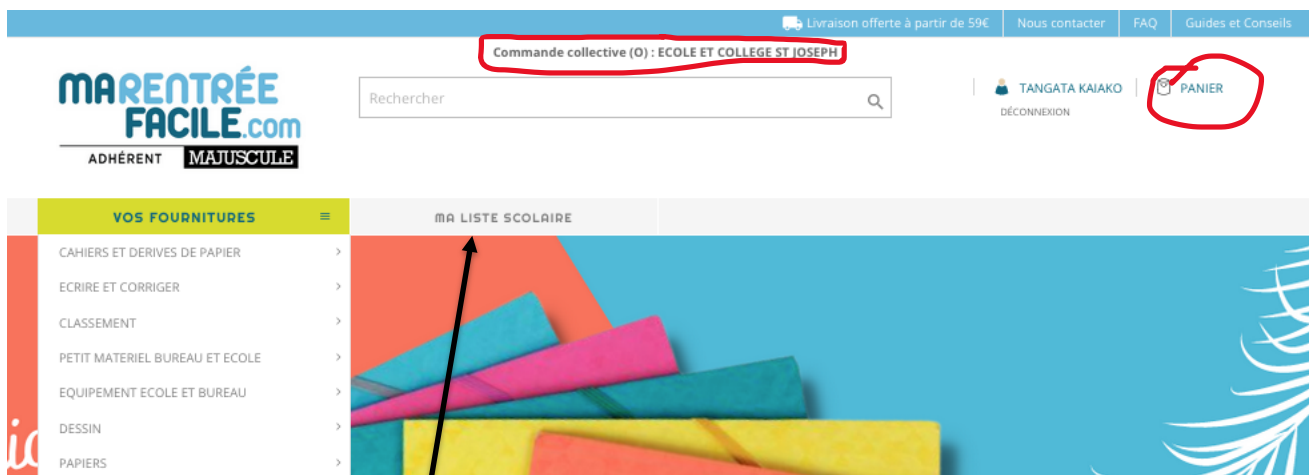 Livraison offerte à partir de 59€ Nous contacter FAQ Guides et Conseils
Commande collective (O) : ECOLE ET COLLEGE ST JOSEPH
MARENTRÉE
FACILE.com
ADHÉRENT MAJUSCULE
Rechercher
TANGATA KAIAKO PANIER
DÉCONNEXION
VOS FOURNITURES MA LISTE SCOLAIRE
CAHIERS ET DERIVES DE PAPIER
ECRIRE ET CORRIGER
CLASSEMENT
PETIT MATERIEL BUREAU ET ECOLE
EQUIPEMENT ECOLE ET BUREAU
DESSIN
PAPIERS